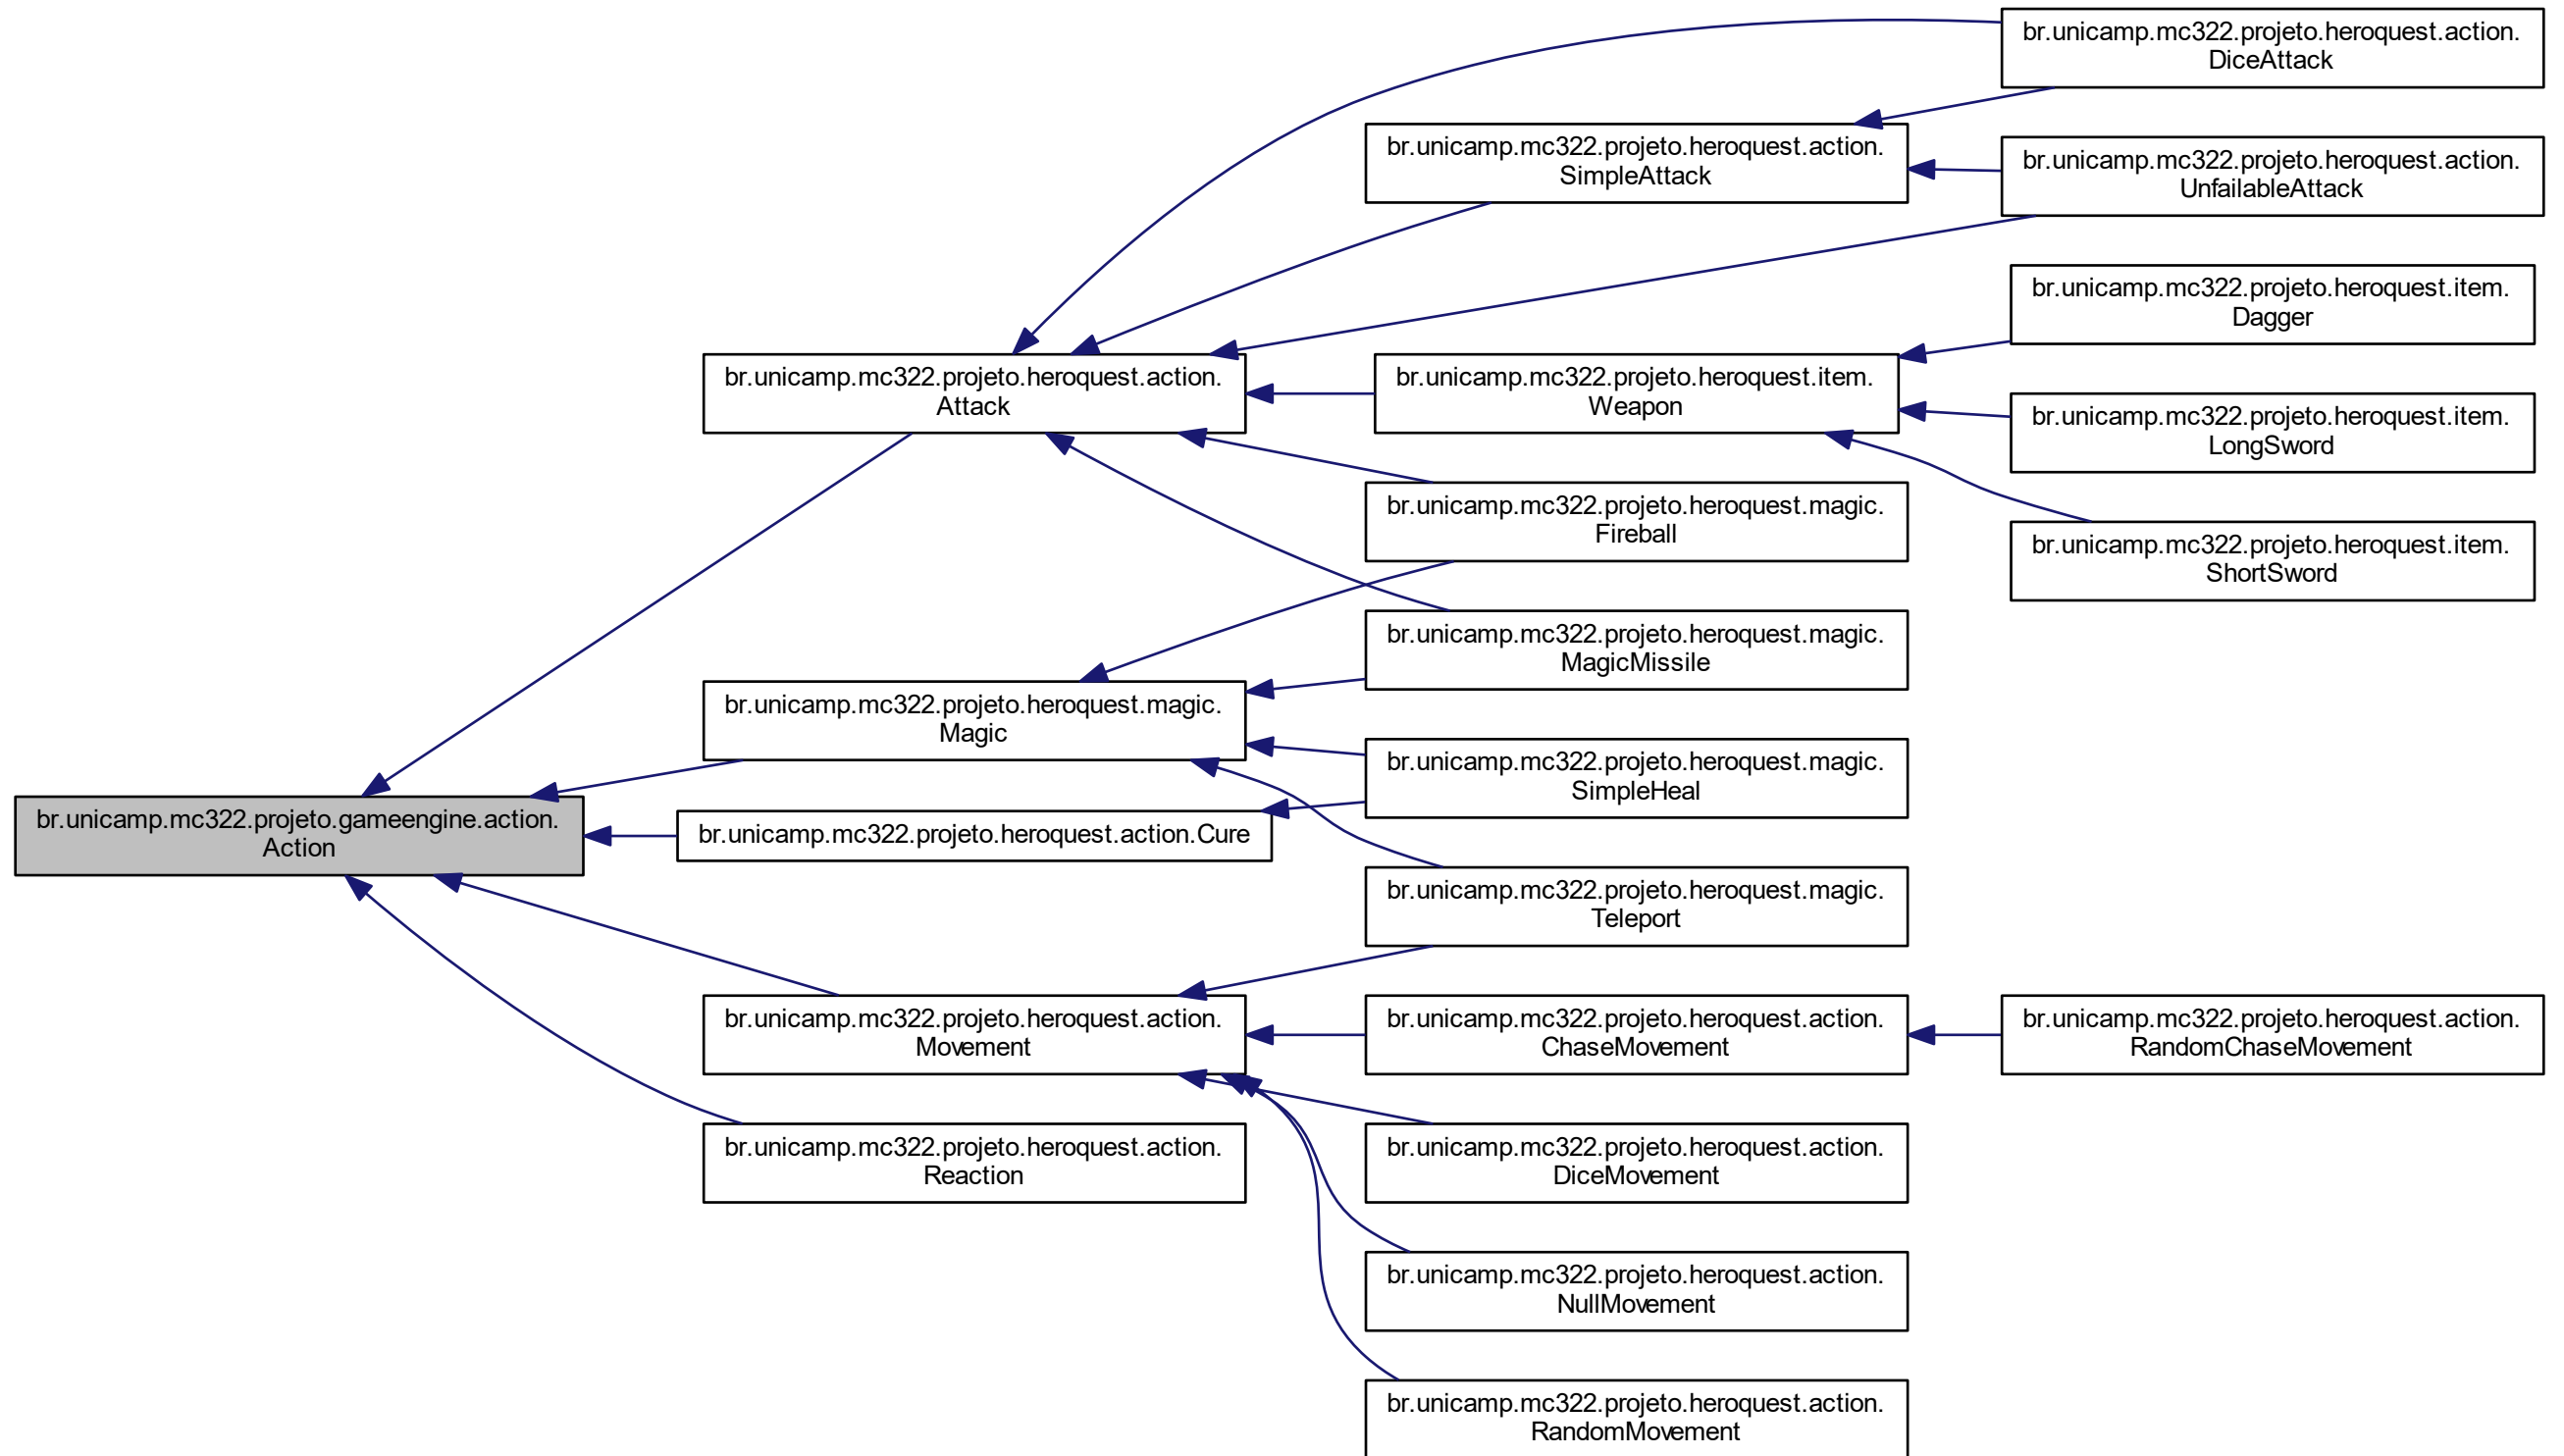 br.unicamp.mc322.projeto.gameengine.action.
Action
br.unicamp.mc322.projeto.heroquest.action.
Attack
br.unicamp.mc322.projeto.heroquest.magic.
Magic
br.unicamp.mc322.projeto.heroquest.action.Cure
br.unicamp.mc322.projeto.heroquest.action.
Movement
br.unicamp.mc322.projeto.heroquest.action.
Reaction
br.unicamp.mc322.projeto.heroquest.action.
SimpleAttack
br.unicamp.mc322.projeto.heroquest.item.
Weapon
br.unicamp.mc322.projeto.heroquest.magic.
Fireball
br.unicamp.mc322.projeto.heroquest.magic.
MagicMissile
br.unicamp.mc322.projeto.heroquest.magic.
SimpleHeal
br.unicamp.mc322.projeto.heroquest.magic.
Teleport
br.unicamp.mc322.projeto.heroquest.action.
ChaseMovement
br.unicamp.mc322.projeto.heroquest.action.
DiceMovement
br.unicamp.mc322.projeto.heroquest.action.
NullMovement
br.unicamp.mc322.projeto.heroquest.action.
RandomMovement
br.unicamp.mc322.projeto.heroquest.action.
DiceAttack
br.unicamp.mc322.projeto.heroquest.action.
UnfailableAttack
br.unicamp.mc322.projeto.heroquest.item.
Dagger
br.unicamp.mc322.projeto.heroquest.item.
LongSword
br.unicamp.mc322.projeto.heroquest.item.
ShortSword
br.unicamp.mc322.projeto.heroquest.action.
RandomChaseMovement